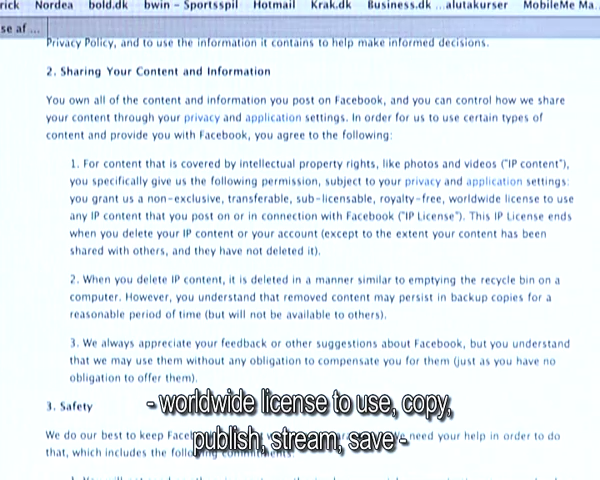 rick Nordea bold.dk bwin - Sportsspil Hotmail Krak.dk Business.dk ...alutakurser MobileMe Ma..
se af ...
Privacy Policy, and to use the information it contains to help make informed decisions.
2. Sharing Your Content and Information
You own all of the content and information you post on Facebook, and you can control how we share
your content through your privacy and application settings. In order for us to use certain types of
content and provide you with Facebook, you agree to the following:
1. For content that is covered by intellectual property rights, like photos and videos ("IP content"),
you specifically give us the following permission, subject to your privacy and application settings:
you grant us a non-exclusive, transferable, sub-licensable, royalty-free, worldwide license to use
any IP content that you post on or in connection with Facebook ("IP License"). This IP License ends
when you delete your IP content or your account (except to the extent your content has been
shared with others, and they have not deleted it).
2. When you delete IP content, it is deleted in a manner similar to emptying the recycle bin on a
computer. However, you understand that removed content may persist in backup copies for a
reasonable period of time (but will not be available to others).
3. We always appreciate your feedback or other suggestions about Facebook, but you understand
that we may use them without any obligation to compensate you for them (just as you have no
obligation to offer them).
3. Safety
- worldwide license to use, copy,
We do our best to keep need your help in order to do
publish, stream, save -
that, which includes the